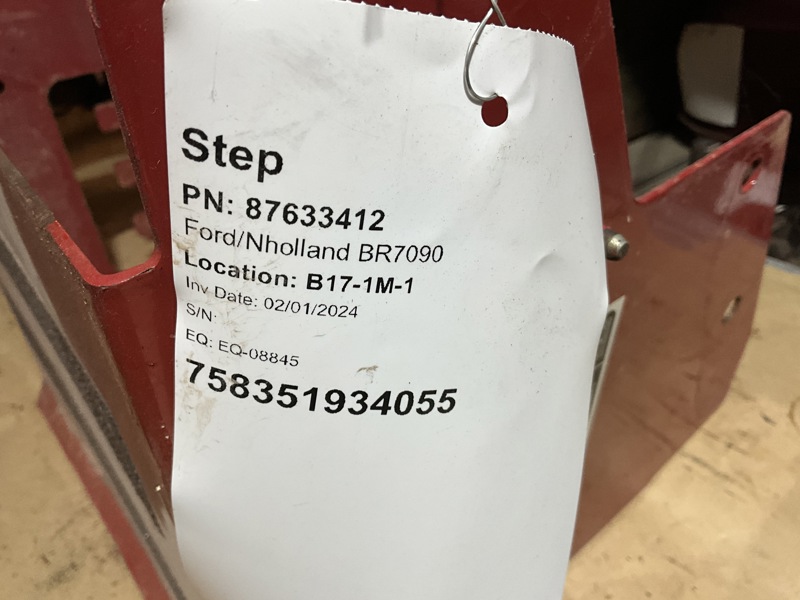 Step
PN: 87633412
Ford/Nholland BR7090
Location: B17-1M-1
Inv Date: 02/01/2024
S/N:
EQ: EQ-08845
758351934055